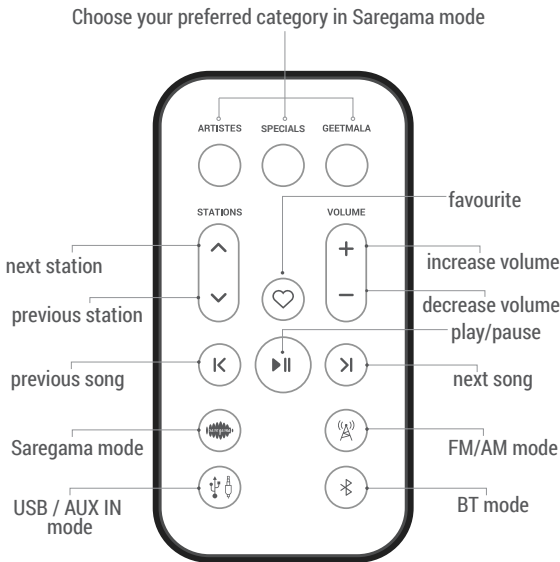 Choose your preferred category in Saregama mode
ARTISTES SPECIALS GEETMALA
STATIONS VOLUME
favourite
next station
increase volume
previous station
decrease volume
play/pause
previous song
next song
Saregama mode
FM/AM mode
USB / AUX IN
mode
BT mode